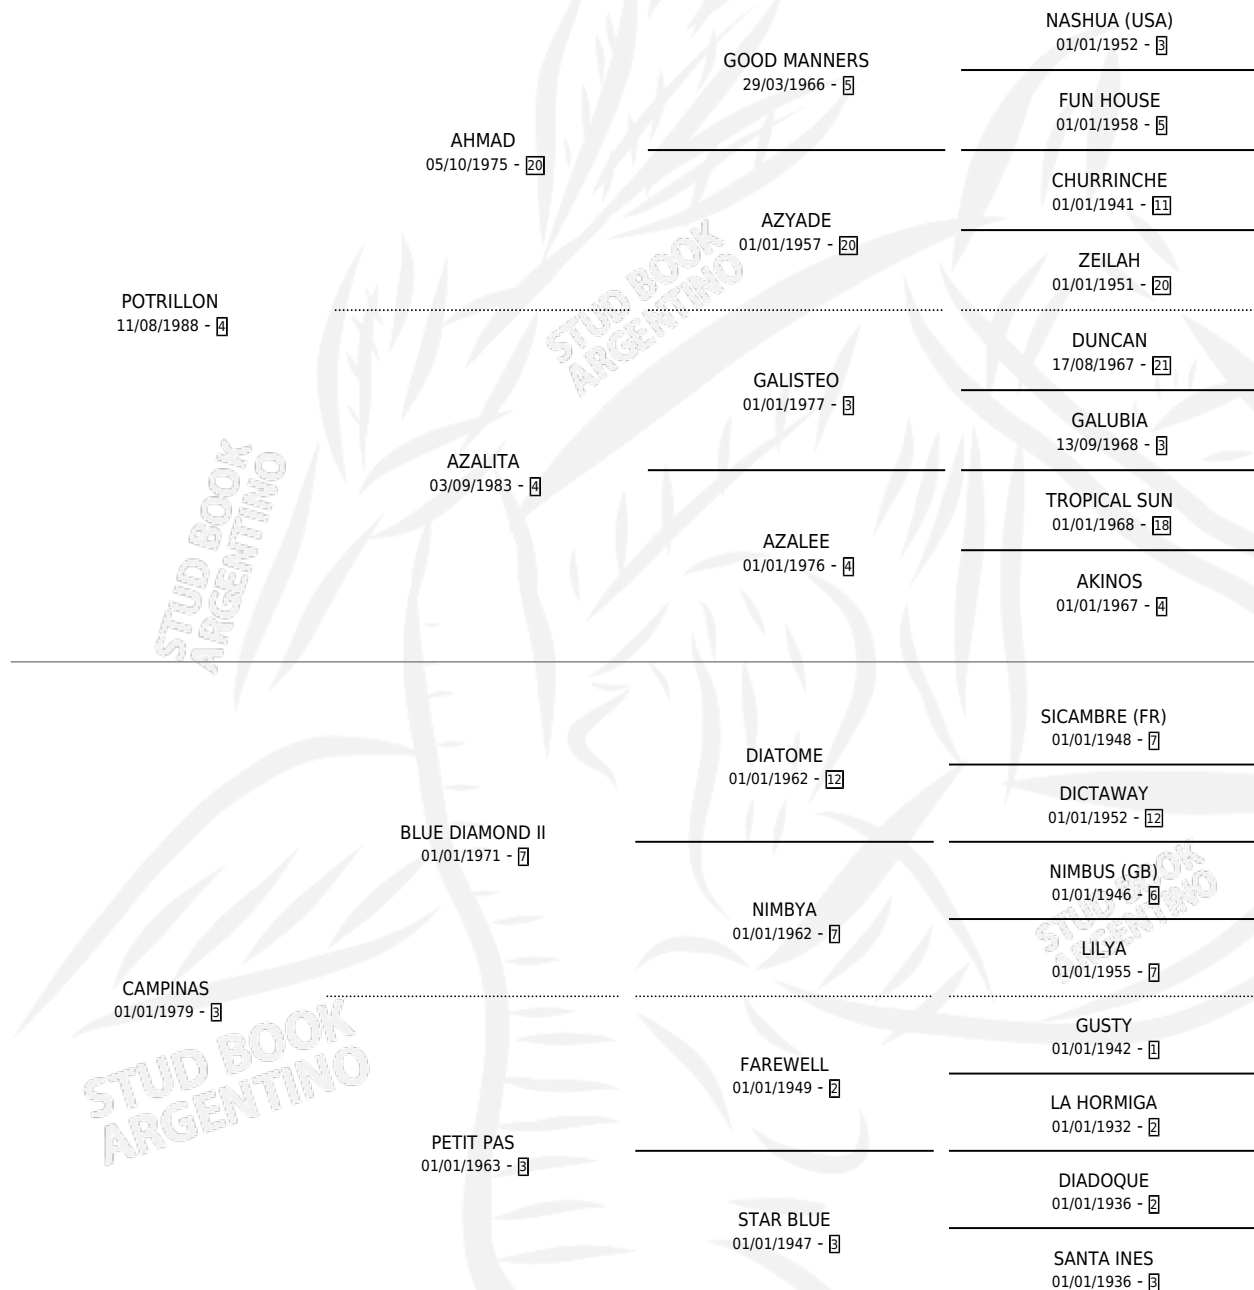 NASHUA (USA)
01/01/1952 - 3
GOOD MANNERS
29/03/1966 - 5
FUN HOUSE
01/01/1958 - 5
AHMAD
05/10/1975 - 20
CHURRINCHE
01/01/1941 - 11
AZYADE
01/01/1957 - 20
ZEILAH
01/01/1951 - 20
POTRILLON
11/08/1988 - 4
STUD BOOK
ARGENTINO
DUNCAN
17/08/1967 - 21
GALISTEO
01/01/1977 - 3
GALUBIA
13/09/1968 - 3
AZALITA
03/09/1983 - 4
TROPICAL SUN
01/01/1968 - 18
AZALEE
01/01/1976 - 4
AKINOS
01/01/1967 - 4
STUD BOOK
ARGENTINO
SICAMBRE (FR)
01/01/1948 - 7
DIATOME
01/01/1962 - 12
DICTAWAY
01/01/1952 - 12
BLUE DIAMOND II
01/01/1971 - 7
NIMBUS (GB)
01/01/1946 - 6
NIMBYA
01/01/1962 - 7
LILYA
01/01/1955 - 7
STUD BOOK
ARGENTINO
CAMPINAS
01/01/1979 - 3
GUSTY
01/01/1942 - 1
FAREWELL
01/01/1949 - 2
LA HORMIGA
01/01/1932 - 2
STUD BOOK
ARGENTINO
PETIT PAS
01/01/1963 - 3
DIADOQUE
01/01/1936 - 2
STAR BLUE
01/01/1947 - 3
SANTA INES
01/01/1936 - 3